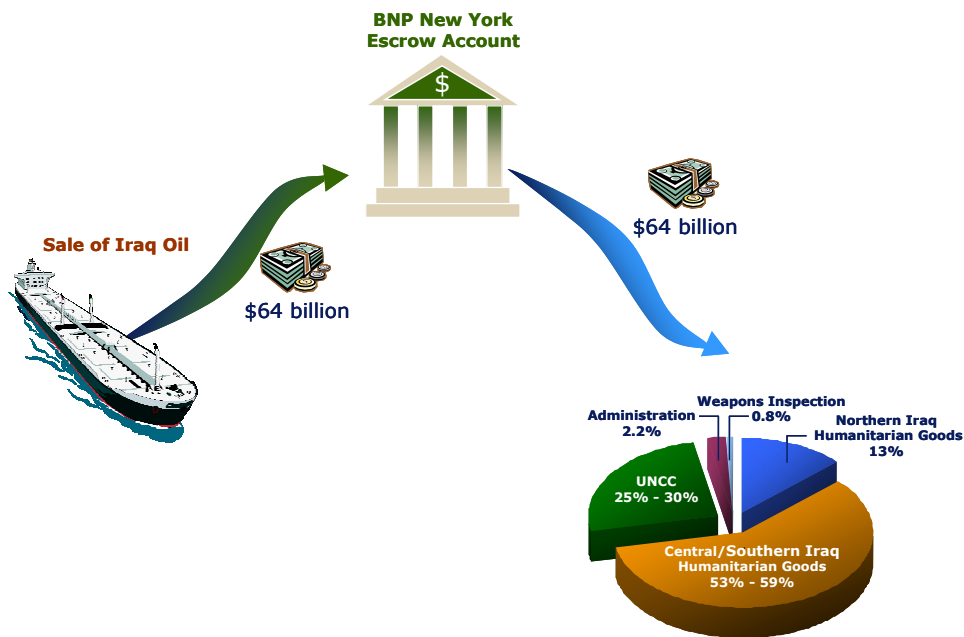 BNP New York
Escrow Account
$
Sale of Iraq Oil
$64 billion
$64 billion
Weapons Inspection
0.8%
Administration
2.2%
Northern Iraq
Humanitarian Goods
13%
UNCC
25% - 30%
Central/Southern Iraq
Humanitarian Goods
53% - 59%